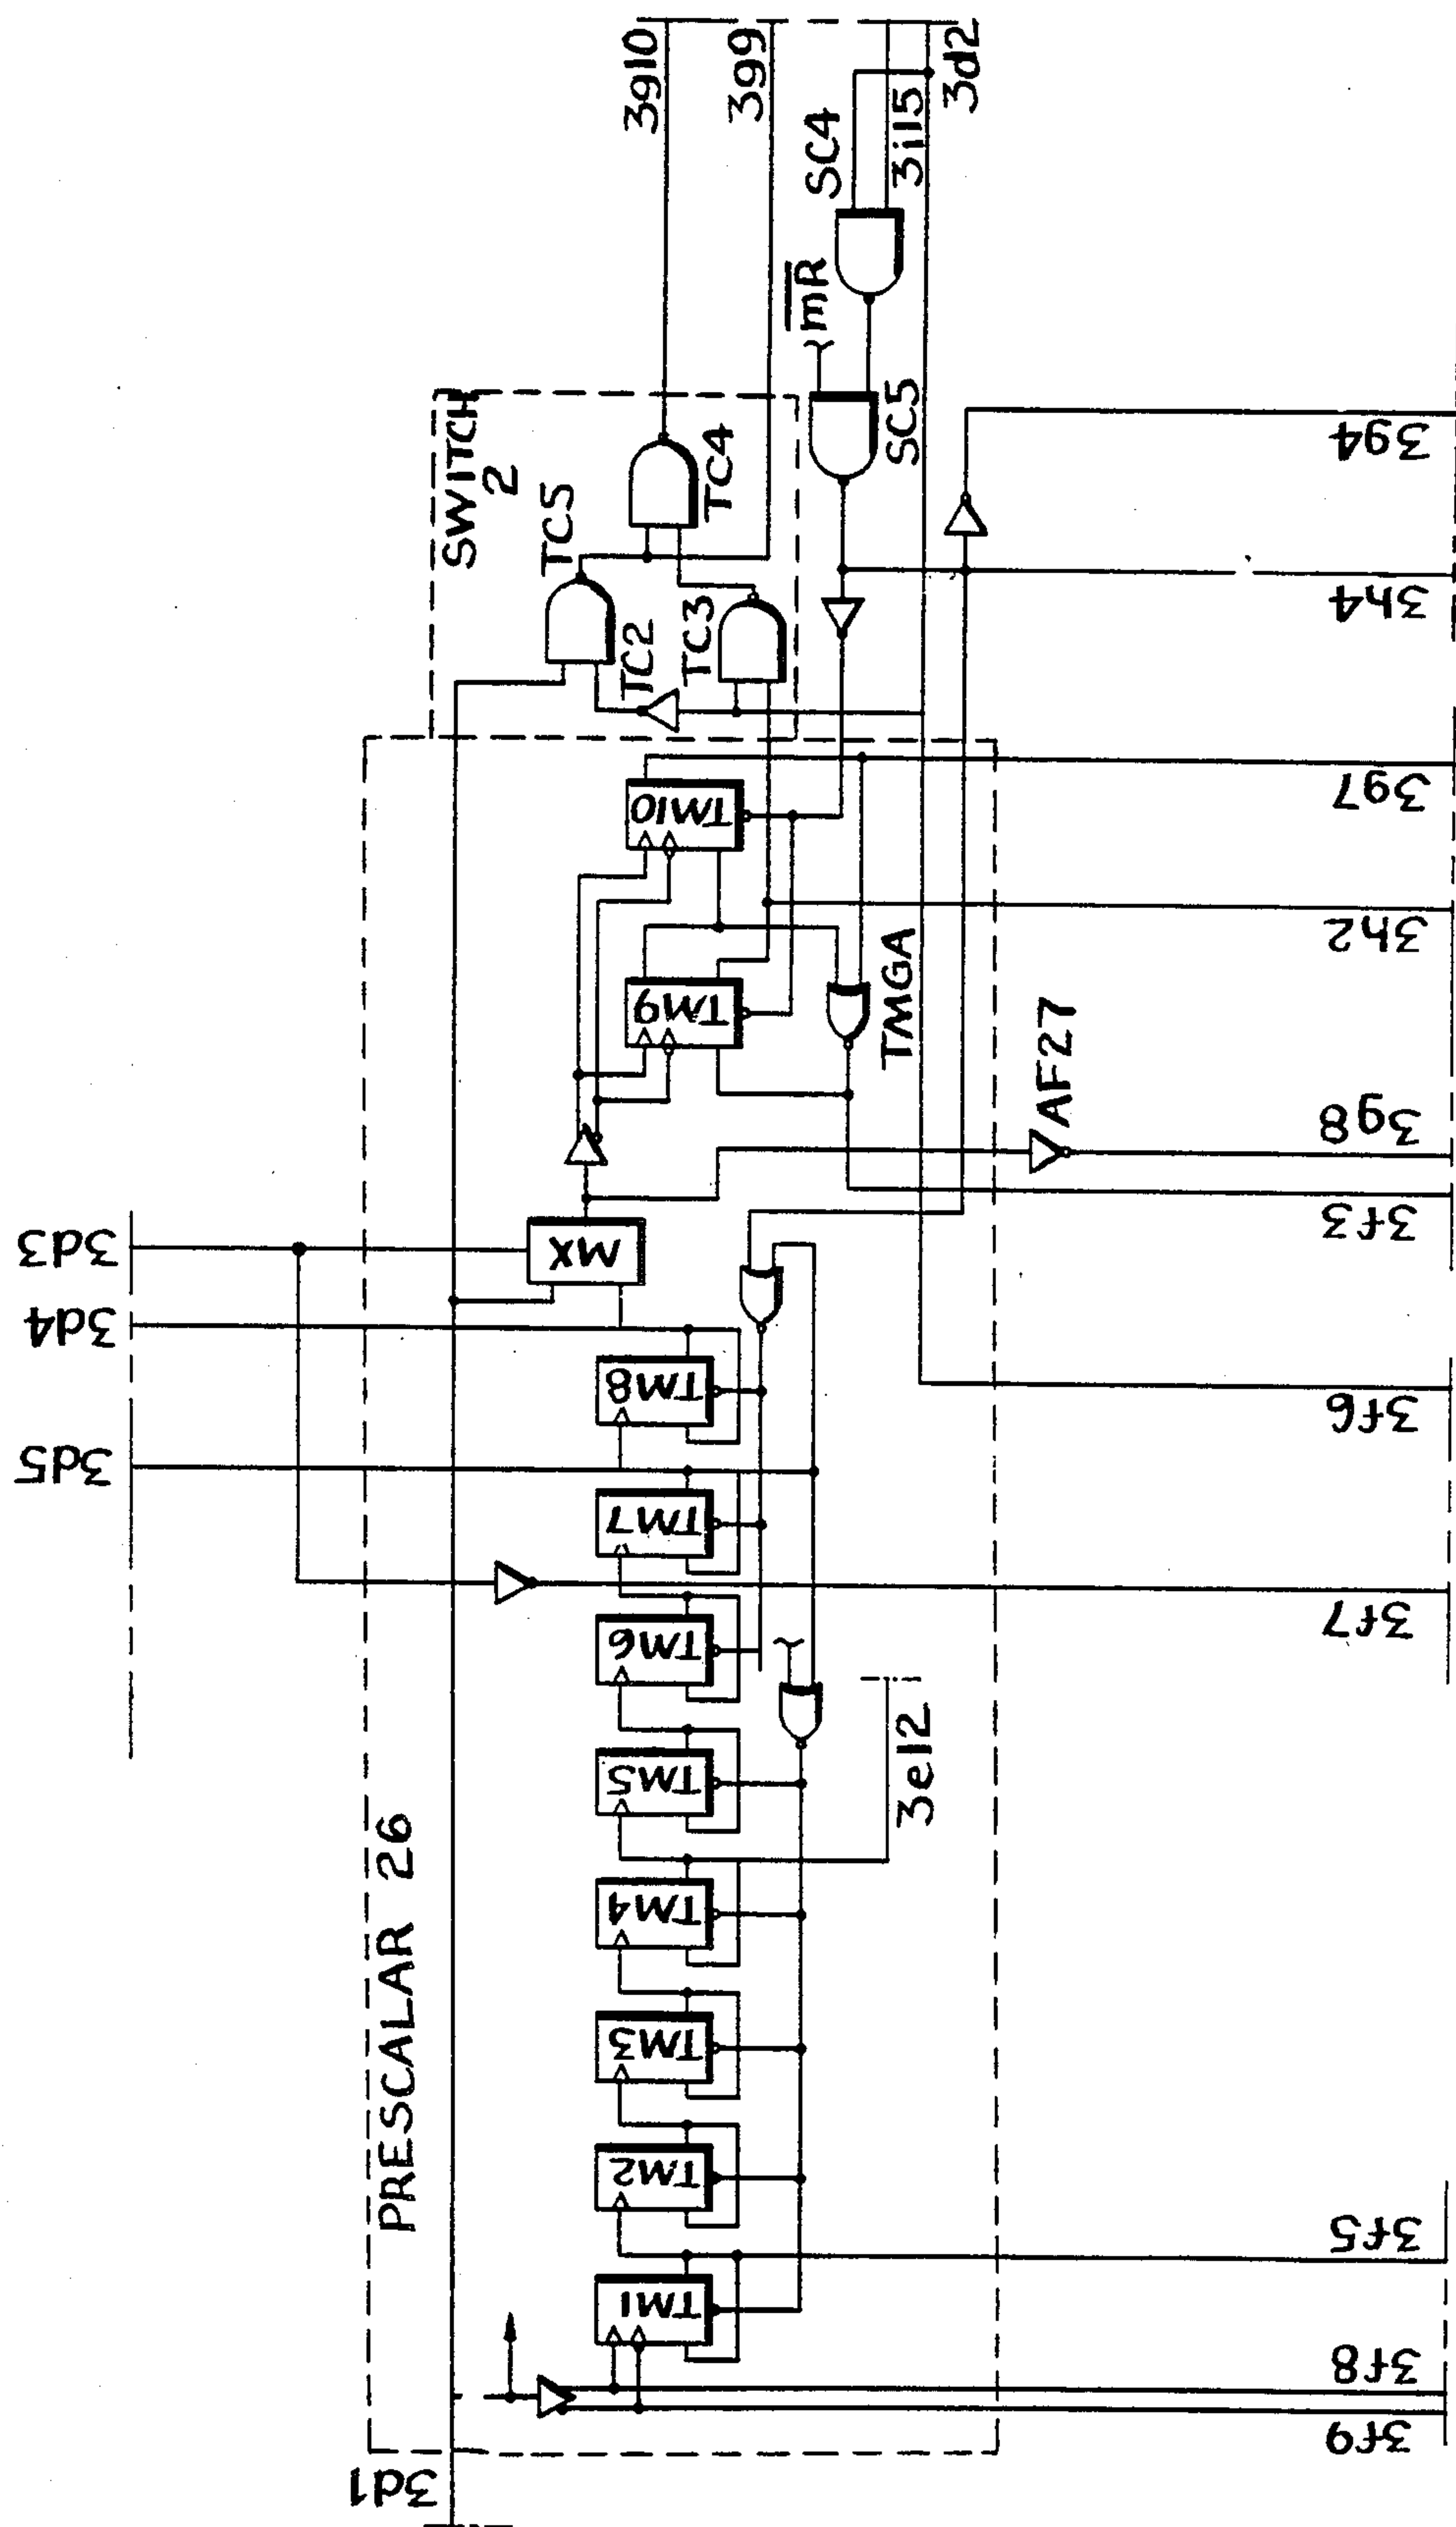 3g10
3g9
SC4
3i15
3d2
mR
SWITCH
2
TC5
TC4
SC5
TC2
TC3
3g4
3h4
TM10
3g7
TM9
TMGA
3h2
AF27
3g8
3d3
MX
3f3
3d4
TM8
3f6
3d5
TM7
3f7
TM6
3e12
TM5
PRESCALAR 26
TM4
TM3
TM2
3f5
TM1
3f8
3f9
3d1